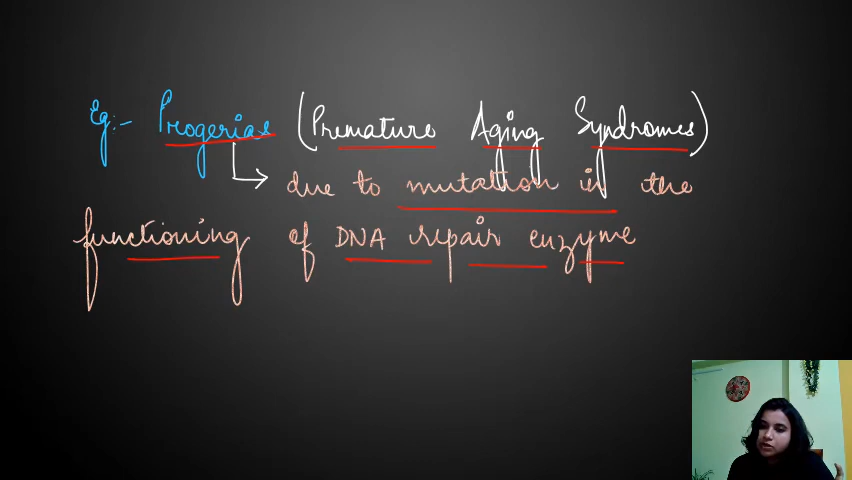 Eg:- Progerias (Premature Aging Syndromes)
due to mutation in the
functioning of DNA repair enzyme